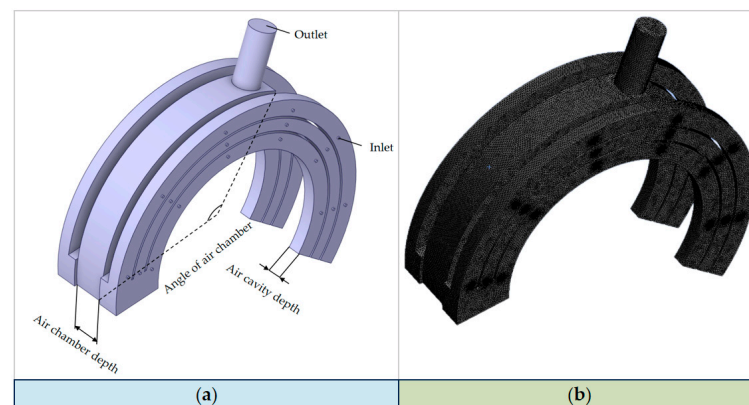 Outlet
Inlet
Angle of air chamber
Air cavity depth
Air chamber depth
(a)
(b)